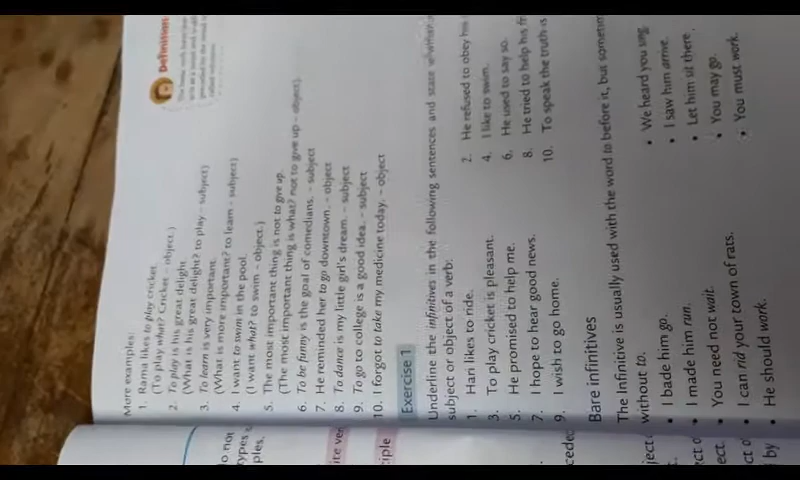 Definition
More examples:
1. Rama likes to play cricket
(To play what? Cricket – object.)
2. To play is his great delight
(What is his great delight? to play – subject)
3. To learn is very important.
(What is more important? to learn – subject)
4. I want to swim in the pool.
(I want what? to swim – object.)
5. The most important thing is not to give up.
(The most important thing is what? not to give up – object).
6. To be funny is the goal of comedians. – subject
7. He reminded her to go downtown. – object
8. To dance is my little girl's dream. – subject
9. To go to college is a good idea. – subject
10. I forgot to take my medicine today. – object
Exercise 1
Underline the infinitives in the following sentences and state whether
subject or object of a verb:
1. Hari likes to ride.
2. He refused to obey his
3. To play cricket is pleasant.
4. I like to swim.
5. He promised to help me.
6. He used to say so.
7. I hope to hear good news.
8. He tried to help his fr
9. I wish to go home.
10. To speak the truth is
Bare infinitives
The Infinitive is usually used with the word to before it, but sometim
without to.
• I bade him go.
• We heard you sing.
• I made him run.
• I saw him arrive.
• You need not wait.
• Let him sit there.
• I can rid your town of rats.
• You may go.
• He should work.
• You must work.
do not
types
ples.
ite ver
ciple
ceded
ject
ect
by